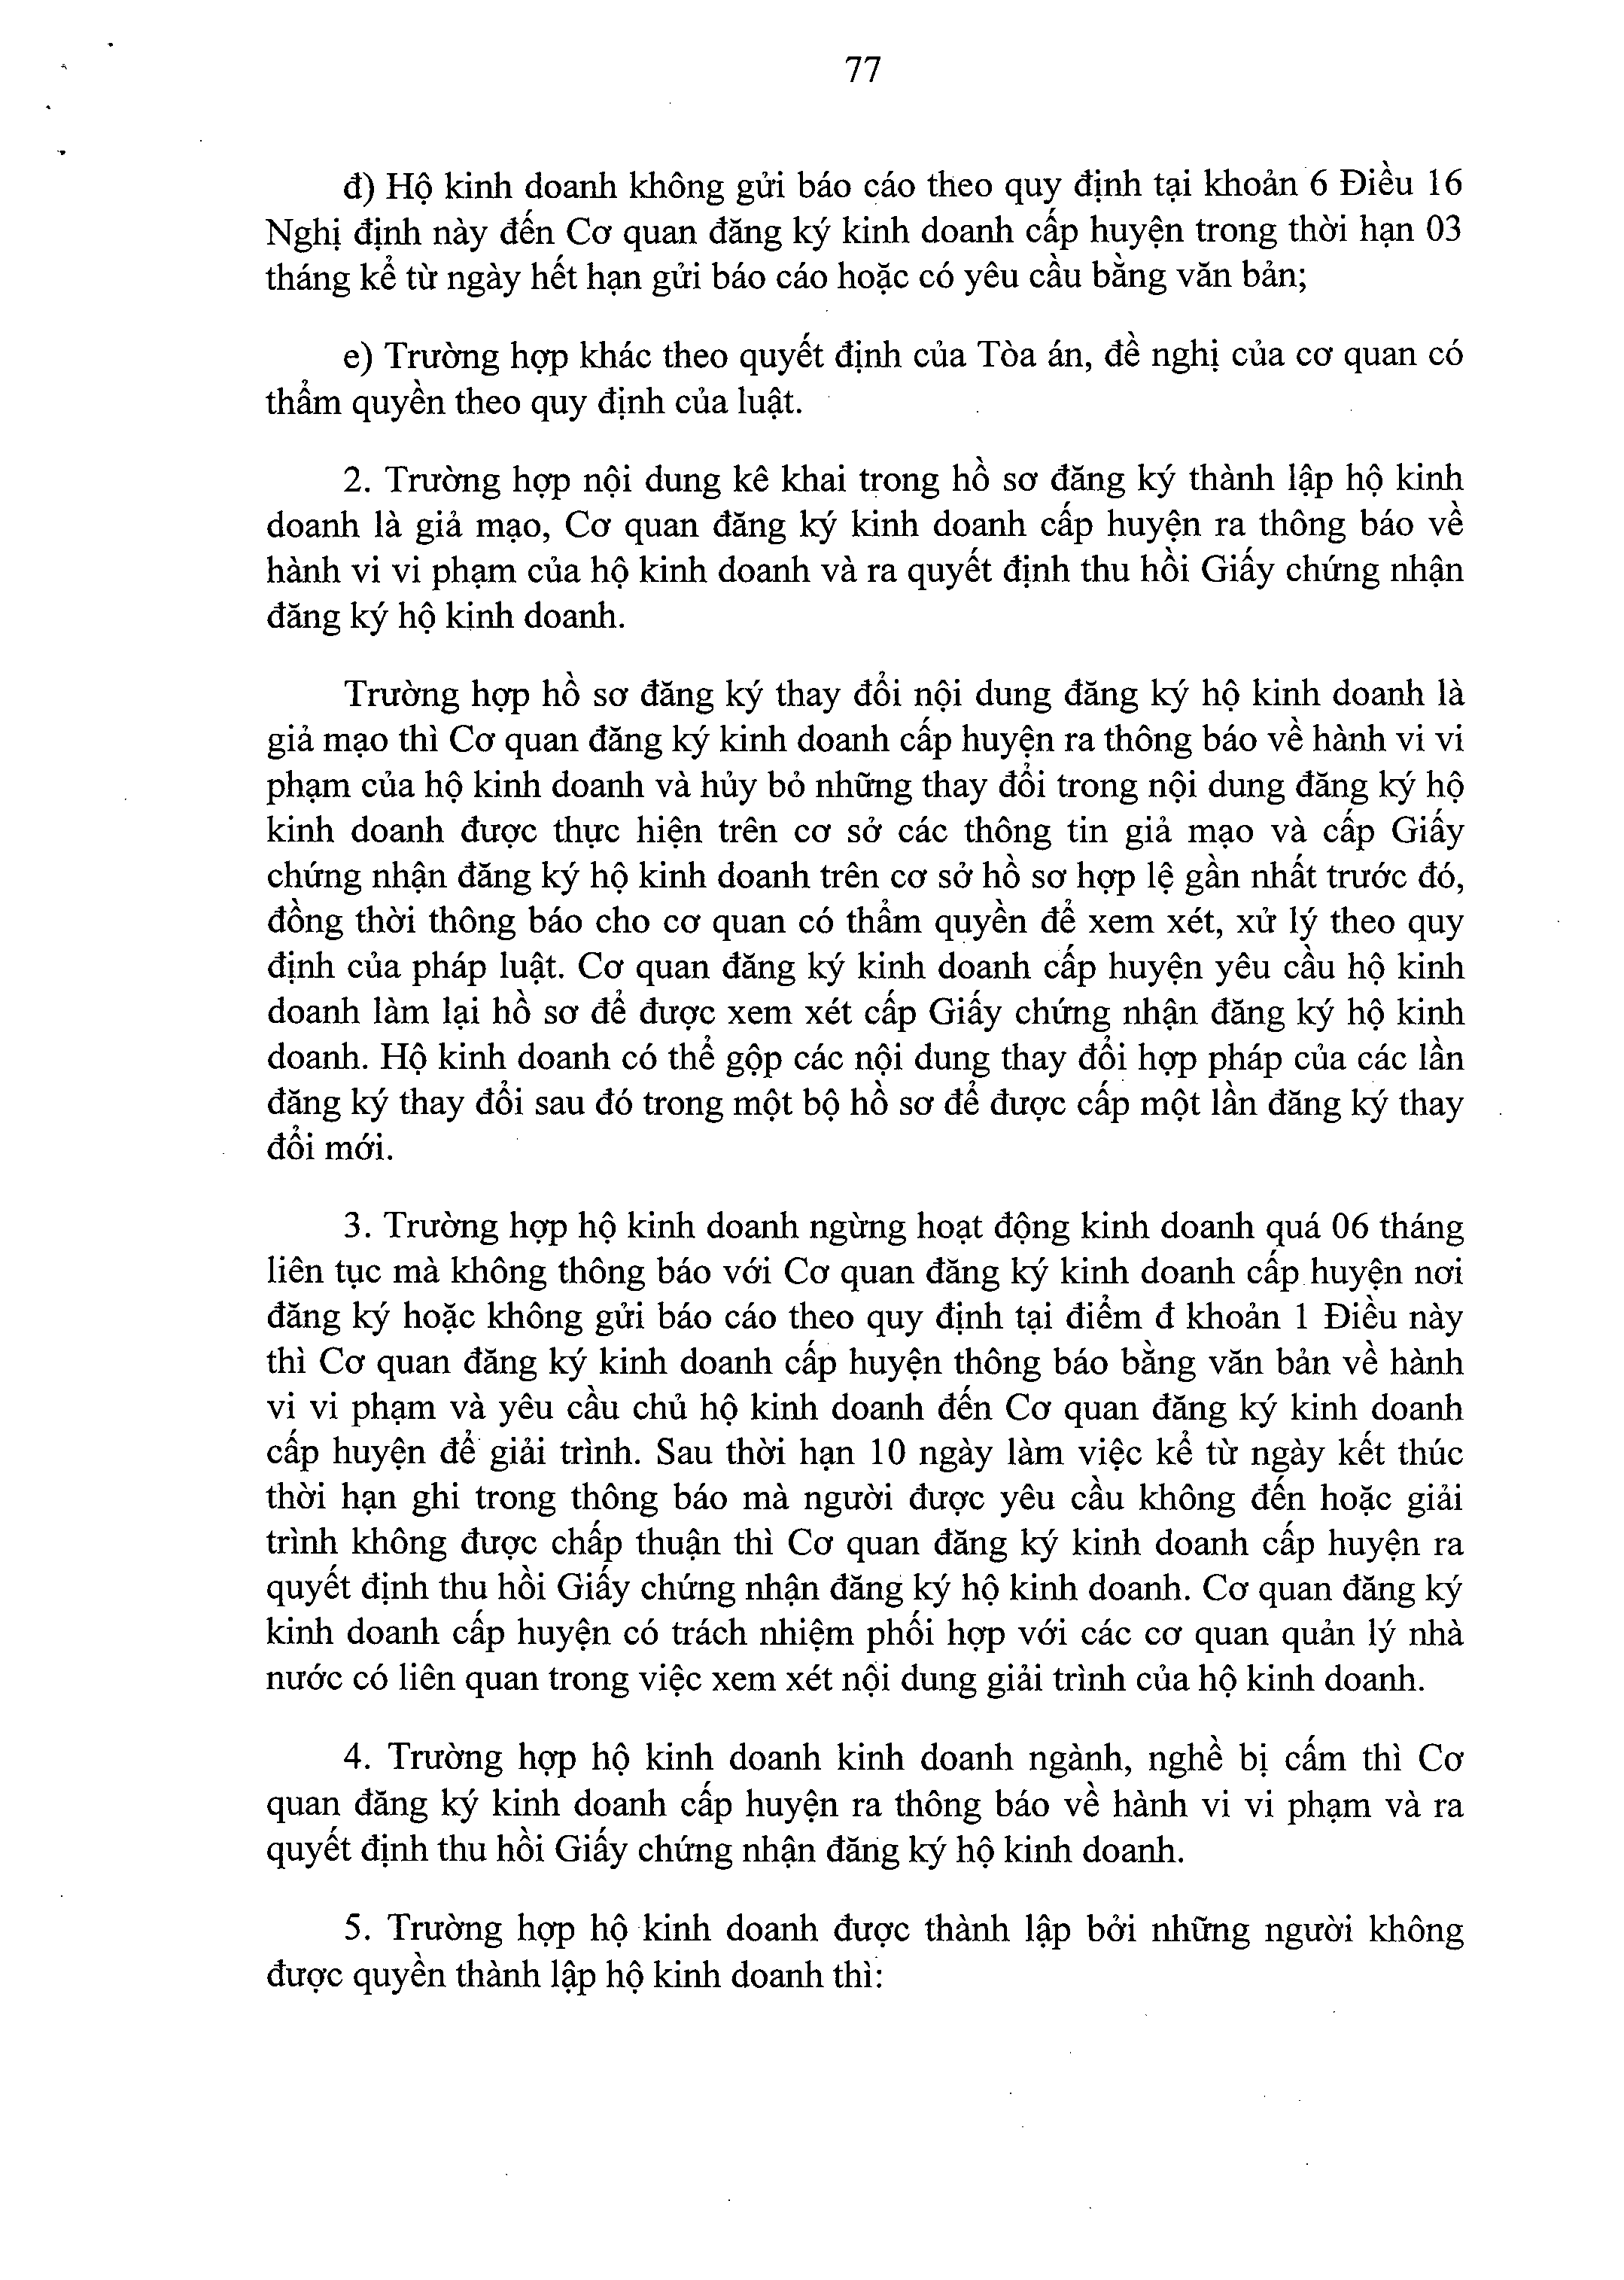 77
đ) Hộ kinh doanh không gửi báo cáo theo quy định tại khoản 6 Điều 16
Nghị định này đến Cơ quan đăng ký kinh doanh cấp huyện trong thời hạn 03
tháng kể từ ngày hết hạn gửi báo cáo hoặc có yêu cầu bằng văn bản;
e) Trường hợp khác theo quyết định của Tòa án, đề nghị của cơ quan có
thẩm quyền theo quy định của luật.
2. Trường hợp nội dung kê khai trong hồ sơ đăng ký thành lập hộ kinh
doanh là giả mạo, Cơ quan đăng ký kinh doanh cấp huyện ra thông báo về
hành vi vi phạm của hộ kinh doanh và ra quyết định thu hồi Giấy chứng nhận
đăng ký hộ kinh doanh.
Trường hợp hồ sơ đăng ký thay đổi nội dung đăng ký hộ kinh doanh là
giả mạo thì Cơ quan đăng ký kinh doanh cấp huyện ra thông báo về hành vi vi
phạm của hộ kinh doanh và hủy bỏ những thay đổi trong nội dung đăng ký hộ
kinh doanh được thực hiện trên cơ sở các thông tin giả mạo và cấp Giấy
chứng nhận đăng ký hộ kinh doanh trên cơ sở hồ sơ hợp lệ gần nhất trước đó,
đồng thời thông báo cho cơ quan có thẩm quyền để xem xét, xử lý theo quy
định của pháp luật. Cơ quan đăng ký kinh doanh cấp huyện yêu cầu hộ kinh
doanh làm lại hồ sơ để được xem xét cấp Giấy chứng nhận đăng ký hộ kinh
doanh. Hộ kinh doanh có thể gộp các nội dung thay đổi hợp pháp của các lần
đăng ký thay đổi sau đó trong một bộ hồ sơ để được cấp một lần đăng ký thay
đổi mới.
3. Trường hợp hộ kinh doanh ngừng hoạt động kinh doanh quá 06 tháng
liên tục mà không thông báo với Cơ quan đăng ký kinh doanh cấp huyện nơi
đăng ký hoặc không gửi báo cáo theo quy định tại điểm đ khoản 1 Điều này
thì Cơ quan đăng ký kinh doanh cấp huyện thông báo bằng văn bản về hành
vi vi phạm và yêu cầu chủ hộ kinh doanh đến Cơ quan đăng ký kinh doanh
cấp huyện để giải trình. Sau thời hạn 10 ngày làm việc kể từ ngày kết thúc
thời hạn ghi trong thông báo mà người được yêu cầu không đến hoặc giải
trình không được chấp thuận thì Cơ quan đăng ký kinh doanh cấp huyện ra
quyết định thu hồi Giấy chứng nhận đăng ký hộ kinh doanh. Cơ quan đăng ký
kinh doanh cấp huyện có trách nhiệm phối hợp với các cơ quan quản lý nhà
nước có liên quan trong việc xem xét nội dung giải trình của hộ kinh doanh.
4. Trường hợp hộ kinh doanh kinh doanh ngành, nghề bị cấm thì Cơ
quan đăng ký kinh doanh cấp huyện ra thông báo về hành vi vi phạm và ra
quyết định thu hồi Giấy chứng nhận đăng ký hộ kinh doanh.
5. Trường hợp hộ kinh doanh được thành lập bởi những người không
được quyền thành lập hộ kinh doanh thì: